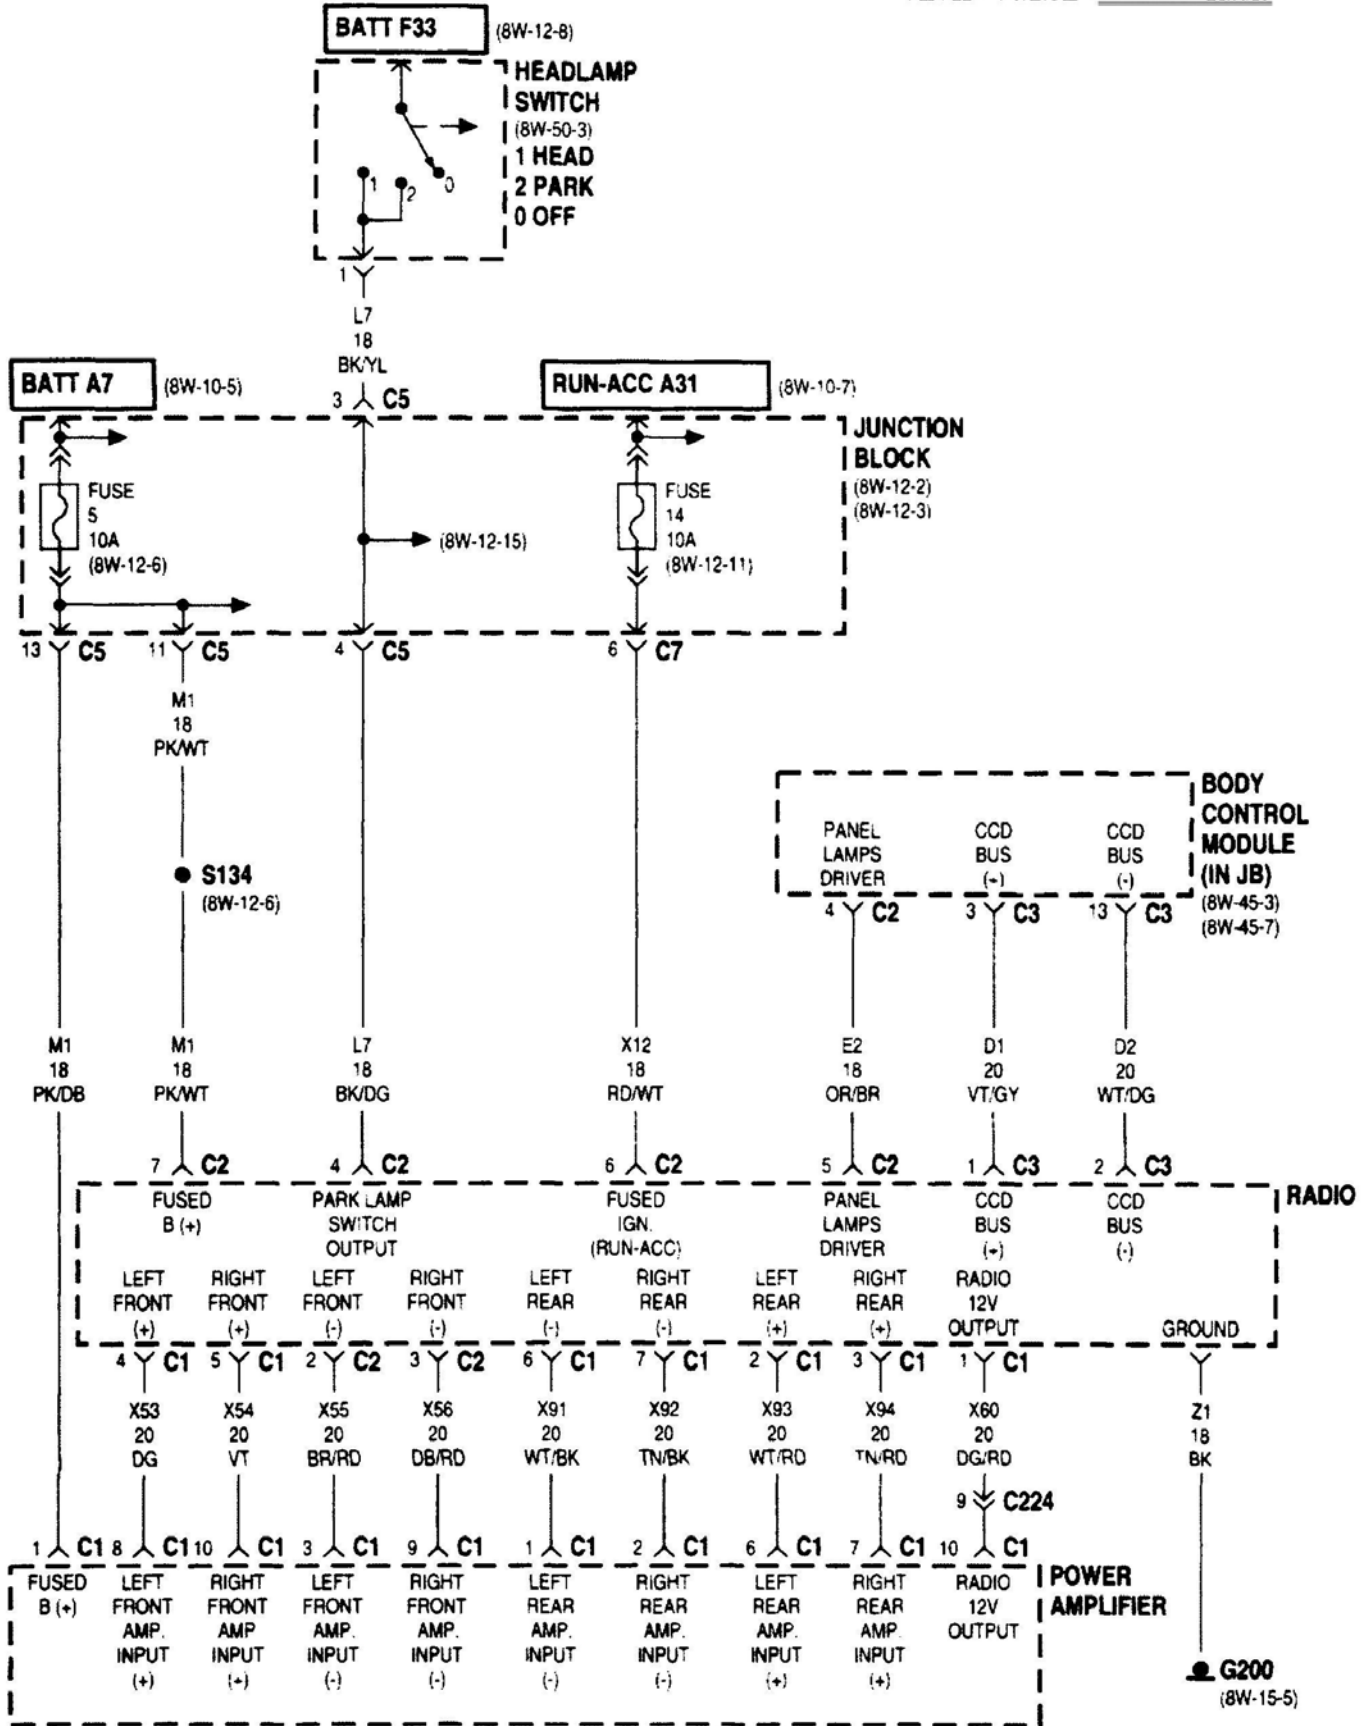 BATT F33 (8W-12-8)
HEADLAMP
SWITCH
(8W-50-3)
1 HEAD
2 PARK
0 OFF
1 2 0
1
L7
18
BK/YL
BATT A7 (8W-10-5)
3 C5
RUN-ACC A31 (8W-10-7)
JUNCTION
BLOCK
(8W-12-2)
(8W-12-3)
FUSE
5
10A
(8W-12-6)
(8W-12-15)
FUSE
14
10A
(8W-12-11)
13 C5 11 C5 4 C5 6 C7
M1
18
PK/WT
S134
(8W-12-6)
BODY
CONTROL
MODULE
(IN JB)
(8W-45-3)
(8W-45-7)
PANEL CCD CCD
LAMPS BUS BUS
DRIVER (+) (-)
4 C2 3 C3 13 C3
M1 M1 L7 X12 E2 D1 D2
18 18 18 18 18 20 20
PK/DB PK/WT BK/DG RD/WT OR/BR VT/GY WT/DG
7 C2 4 C2 6 C2 5 C2 1 C3 2 C3
RADIO
FUSED PARK LAMP FUSED PANEL CCD CCD
B (+) SWITCH IGN. LAMPS BUS BUS
OUTPUT (RUN-ACC) DRIVER (+) (-)
LEFT RIGHT LEFT RIGHT LEFT RIGHT LEFT RIGHT RADIO
FRONT FRONT FRONT FRONT REAR REAR REAR REAR 12V
(+) (+) (-) (-) (-) (-) (+) (+) OUTPUT GROUND
4 C1 5 C1 2 C2 3 C2 6 C1 7 C1 2 C1 3 C1 1 C1
X53 X54 X55 X56 X91 X92 X93 X94 X60 Z1
20 20 20 20 20 20 20 20 20 18
DG VT BR/RD DB/RD WT/BK TN/BK WT/RD TN/RD DG/RD BK
9 C224
1 C1 8 C1 10 C1 3 C1 9 C1 1 C1 2 C1 6 C1 7 C1 10 C1
POWER
AMPLIFIER
FUSED LEFT RIGHT LEFT RIGHT LEFT RIGHT LEFT RIGHT RADIO
B (+) FRONT FRONT FRONT FRONT REAR REAR REAR REAR 12V
AMP. AMP AMP. AMP. AMP. AMP. AMP. AMP. OUTPUT
INPUT INPUT INPUT INPUT INPUT INPUT INPUT INPUT
(+) (+) (-) (-) (-) (-) (+) (+)
G200
(8W-15-5)